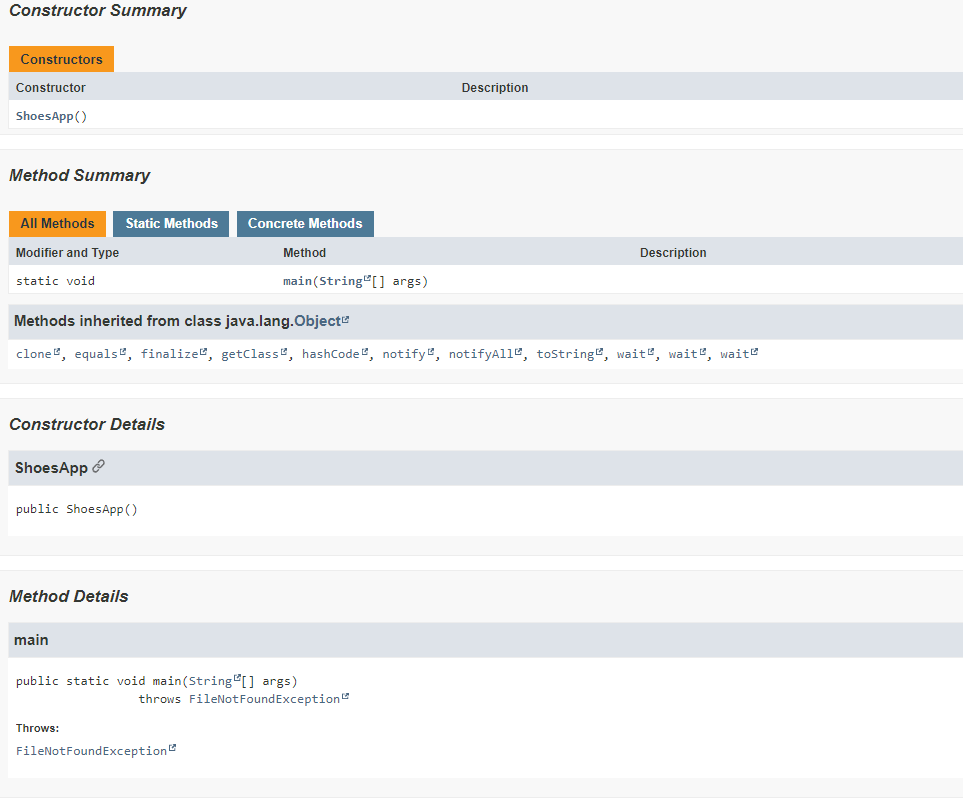 Constructor Summary
Constructors
Constructor Description
ShoesApp()
Method Summary
All Methods Static Methods Concrete Methods
Modifier and Type Method Description
static void main(String[] args)
Methods inherited from class java.lang.Object
clone, equals, finalize, getClass, hashCode, notify, notifyAll, toString, wait, wait, wait
Constructor Details
ShoesApp
public ShoesApp()
Method Details
main
public static void main(String[] args)
throws FileNotFoundException
Throws:
FileNotFoundException